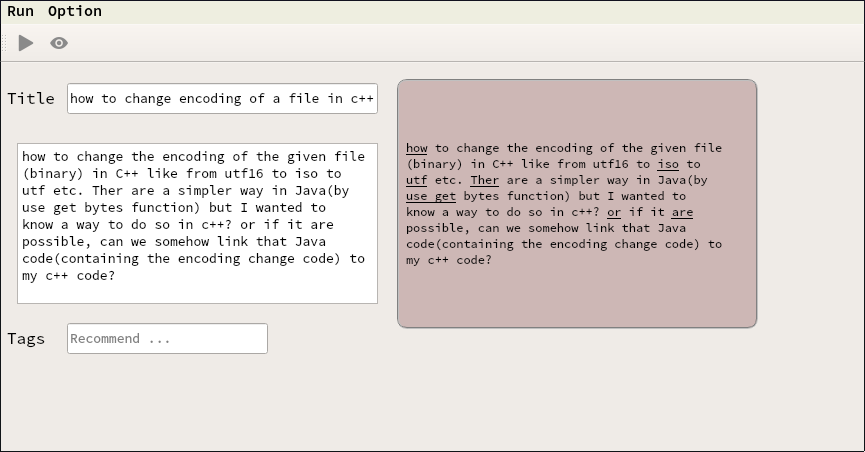 Run Option
Title how to change encoding of a file in c++
how to change the encoding of the given file
(binary) in C++ like from utf16 to iso to
utf etc. Ther are a simpler way in Java(by
use get bytes function) but I wanted to
know a way to do so in c++? or if it are
possible, can we somehow link that Java
code(containing the encoding change code) to
my c++ code?
Tags Recommend ...
how to change the encoding of the given file
(binary) in C++ like from utf16 to iso to
utf etc. Ther are a simpler way in Java(by
use get bytes function) but I wanted to
know a way to do so in c++? or if it are
possible, can we somehow link that Java
code(containing the encoding change code) to
my c++ code?